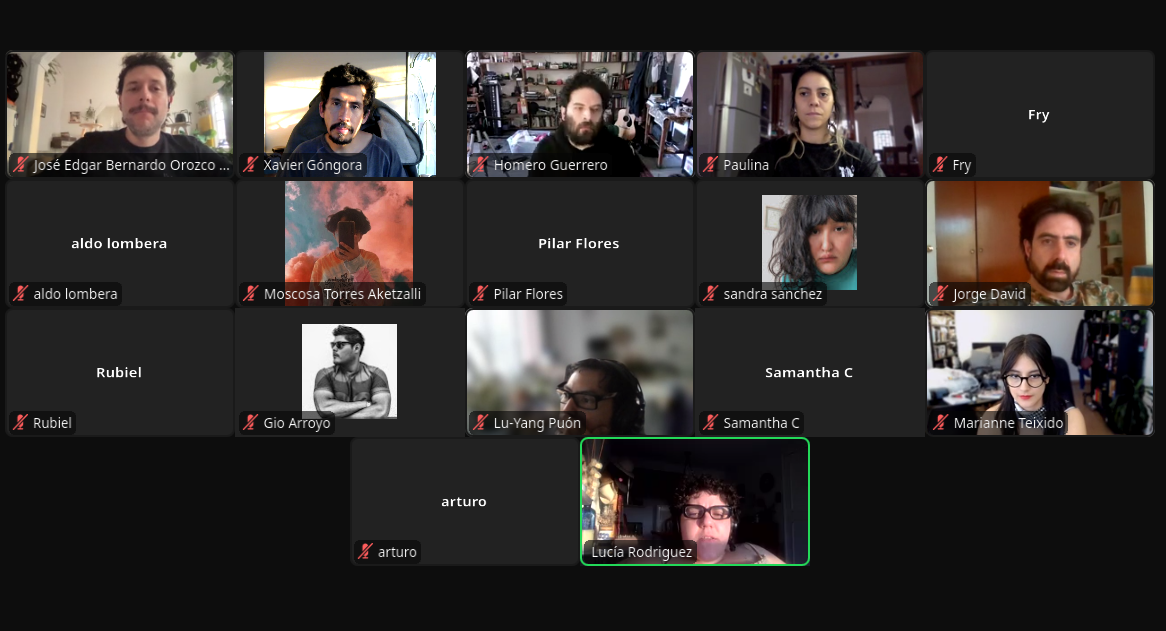 José Edgar Bernardo Orozco ...
Xavier Góngora
Homero Guerrero
Paulina
Fry
Fry
aldo lombera
aldo lombera
Moscosa Torres Aketzalli
Pilar Flores
Pilar Flores
sandra sanchez
Jorge David
Rubiel
Rubiel
Gio Arroyo
Lu-Yang Puón
Samantha C
Samantha C
Marianne Teixido
arturo
arturo
Lucía Rodriguez